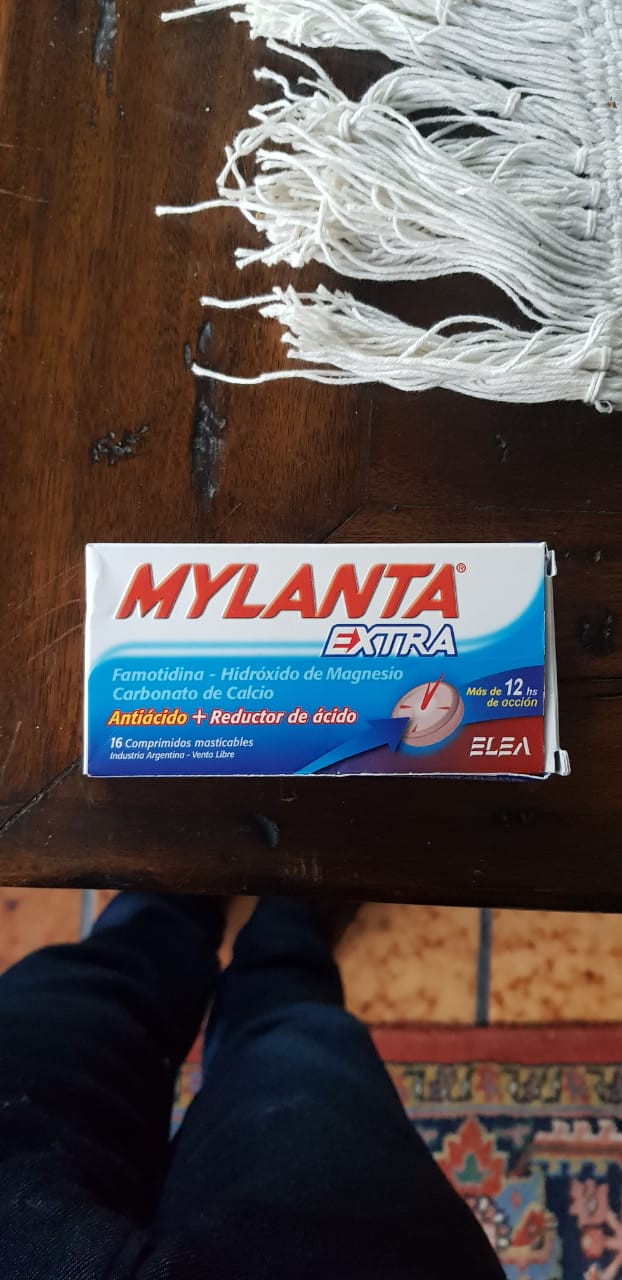 MYLANTA®
EXTRA
Famotidina - Hidróxido de Magnesio
Carbonato de Calcio
Antiácido + Reductor de ácido
Más de 12 hs
de acción
16 Comprimidos masticables
Industria Argentina - Venta Libre
ELEA